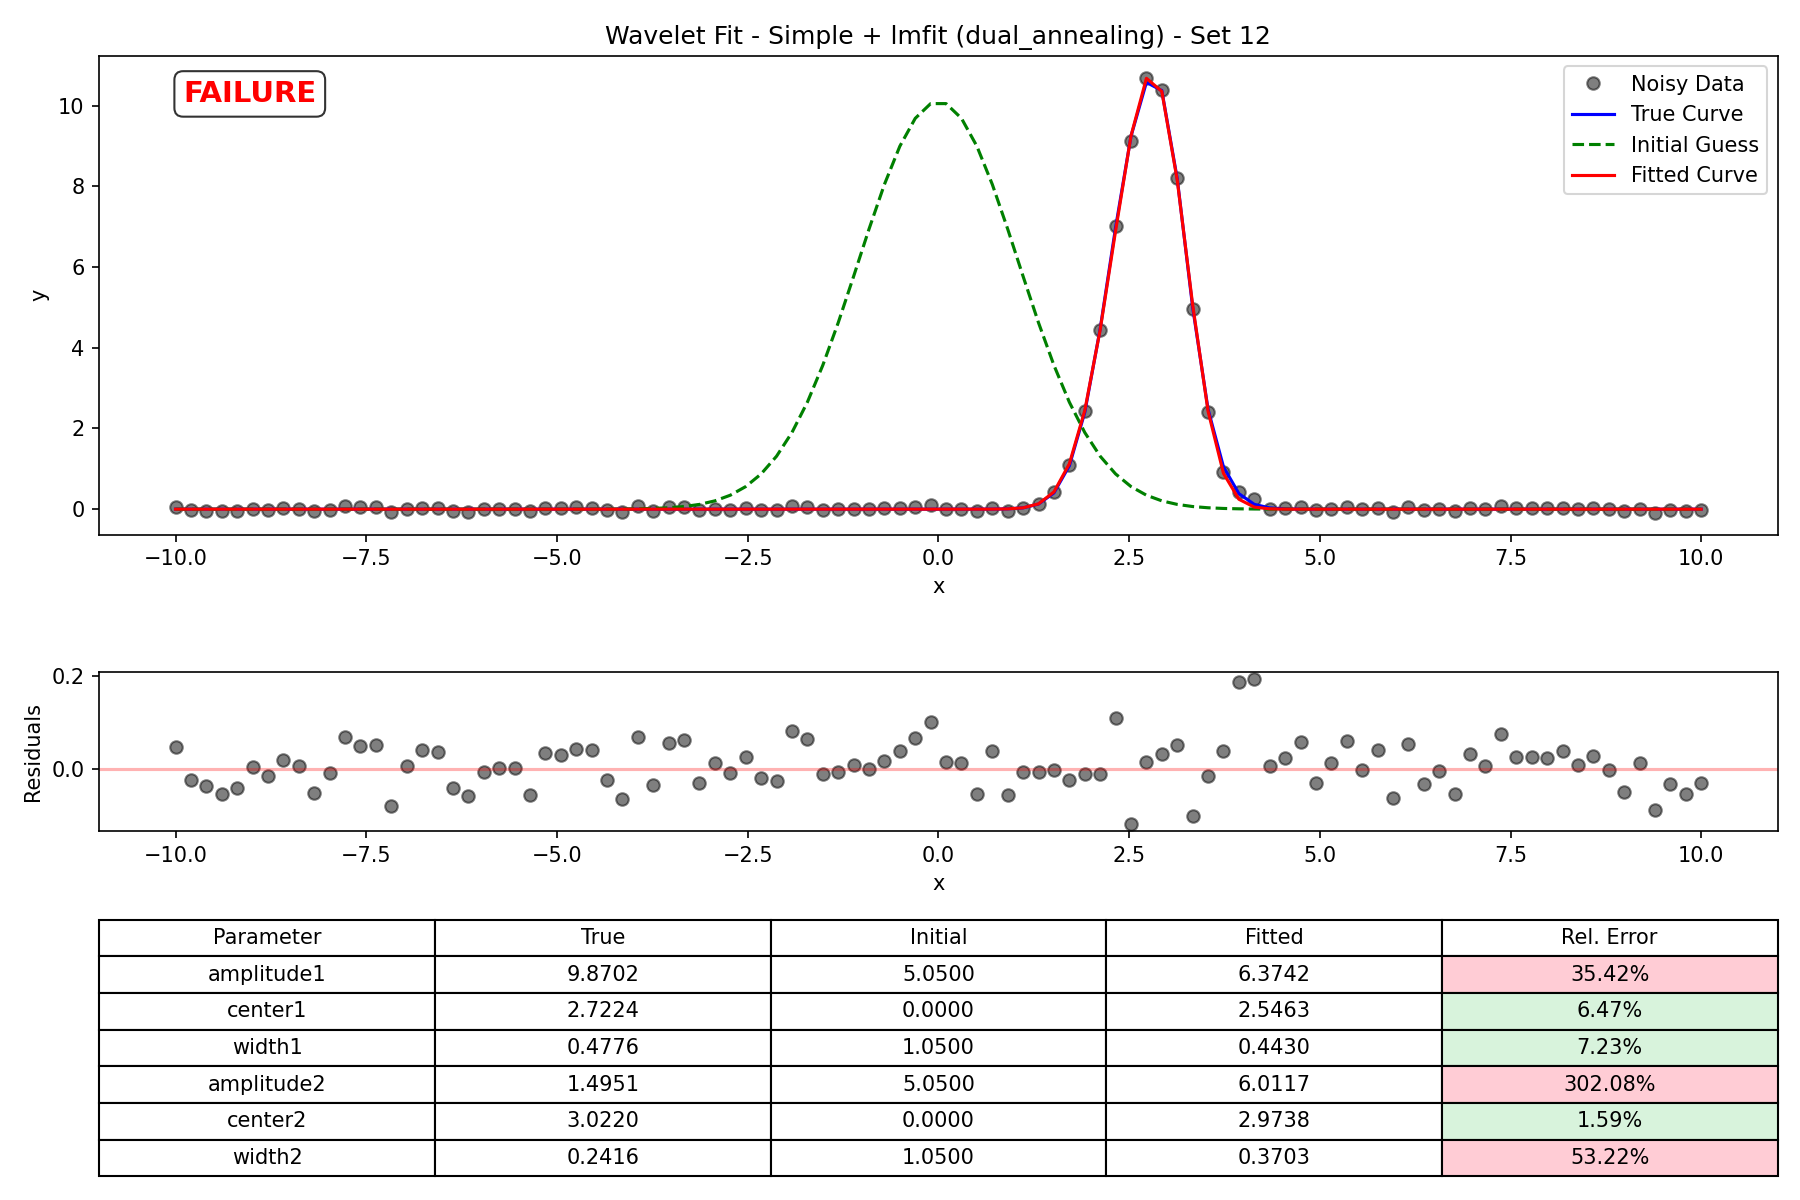 Wavelet Fit - Simple + lmfit (dual_annealing) - Set 12
FAILURE
Noisy Data
True Curve
Initial Guess
Fitted Curve
10
8
6
4
2
0
y
−10.0 −7.5 −5.0 −2.5 0.0 2.5 5.0 7.5 10.0
x
0.2
0.0
Residuals
−10.0 −7.5 −5.0 −2.5 0.0 2.5 5.0 7.5 10.0
x
Parameter True Initial Fitted Rel. Error
amplitude1 9.8702 5.0500 6.3742 35.42%
center1 2.7224 0.0000 2.5463 6.47%
width1 0.4776 1.0500 0.4430 7.23%
amplitude2 1.4951 5.0500 6.0117 302.08%
center2 3.0220 0.0000 2.9738 1.59%
width2 0.2416 1.0500 0.3703 53.22%